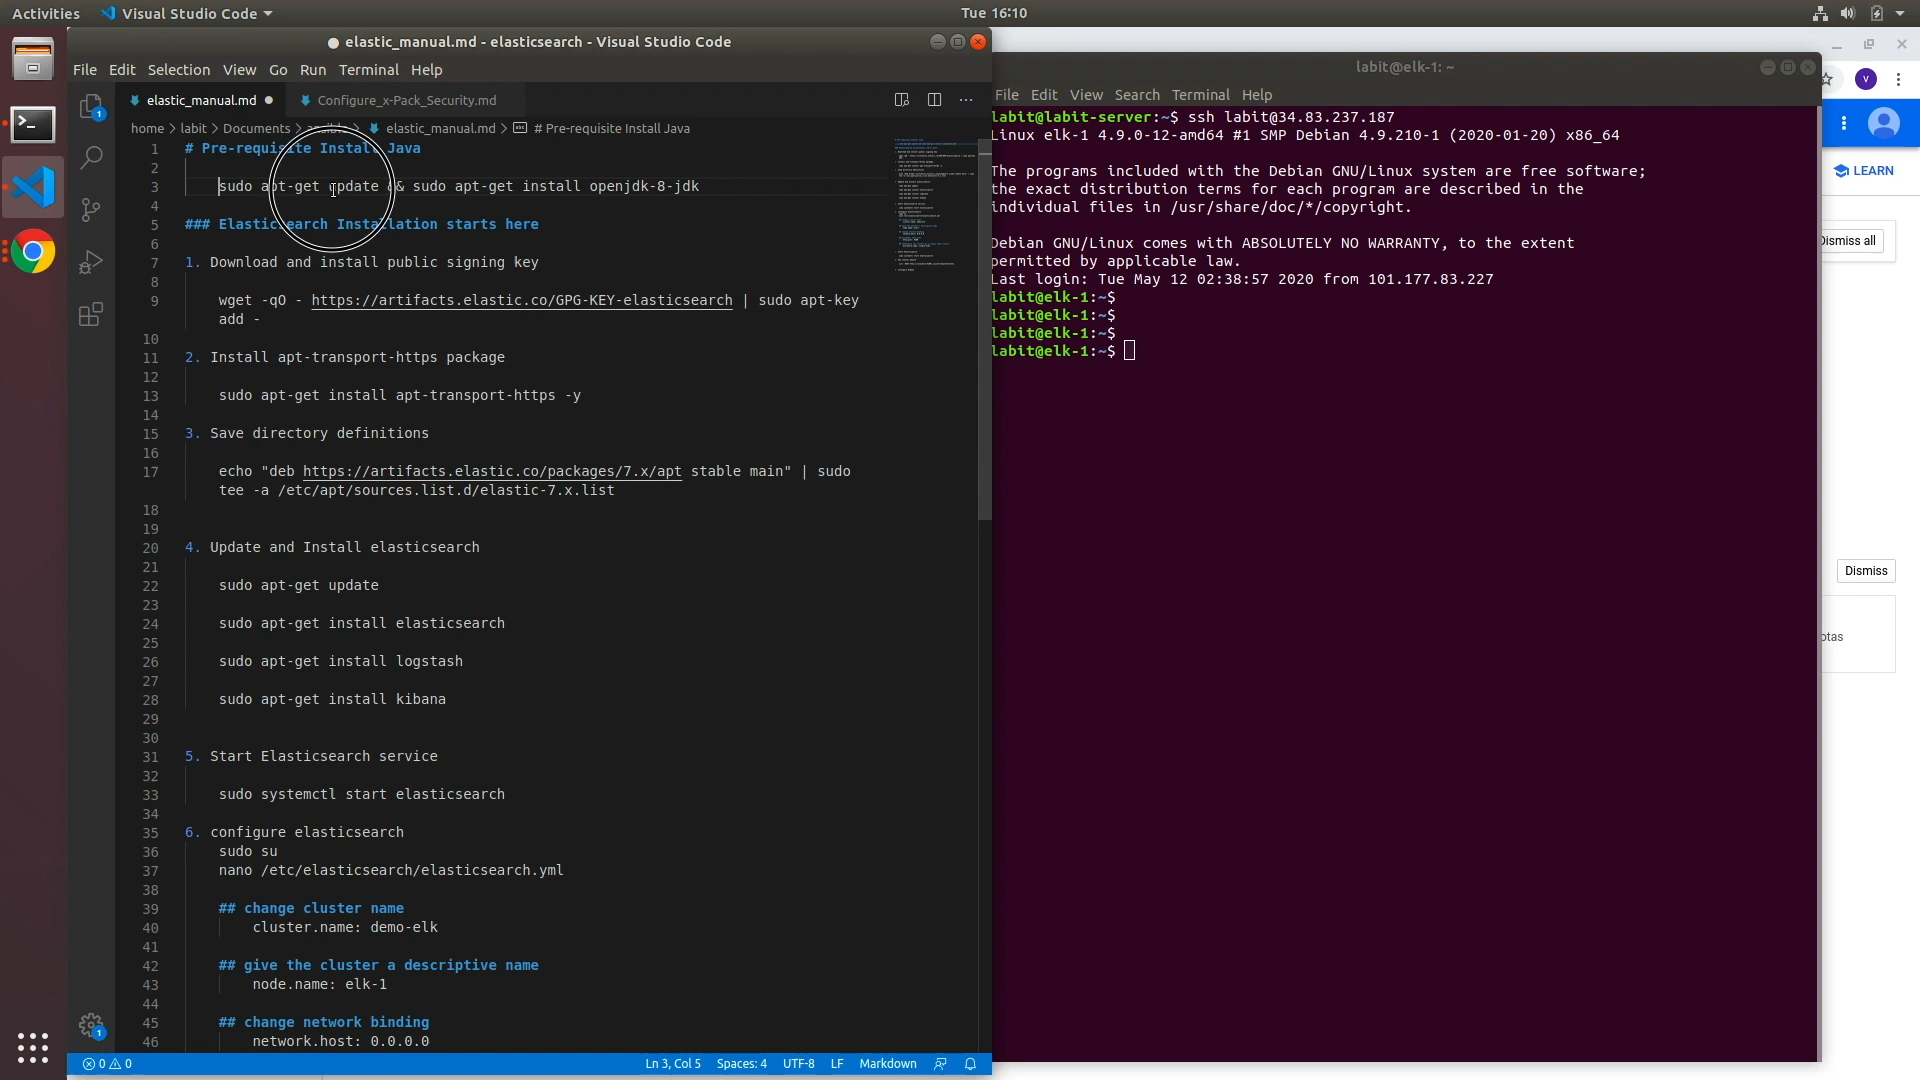 Activities
Visual Studio Code
Tue 16:10
elastic_manual.md - elasticsearch - Visual Studio Code
File Edit Selection View Go Run Terminal Help
elastic_manual.md
Configure_x-Pack_Security.md
home > labit > Documents > > elastic_manual.md > # Pre-requisite Install Java
1 # Pre-requisite Install Java
2
3 sudo apt-get update && sudo apt-get install openjdk-8-jdk
4
5 ### Elasticsearch Installation starts here
6
7 1. Download and install public signing key
8
9 wget -qO - https://artifacts.elastic.co/GPG-KEY-elasticsearch | sudo apt-key
add -
10
11 2. Install apt-transport-https package
12
13 sudo apt-get install apt-transport-https -y
14
15 3. Save directory definitions
16
17 echo "deb https://artifacts.elastic.co/packages/7.x/apt stable main" | sudo
tee -a /etc/apt/sources.list.d/elastic-7.x.list
18
19
20 4. Update and Install elasticsearch
21
22 sudo apt-get update
23
24 sudo apt-get install elasticsearch
25
26 sudo apt-get install logstash
27
28 sudo apt-get install kibana
29
30
31 5. Start Elasticsearch service
32
33 sudo systemctl start elasticsearch
34
35 6. configure elasticsearch
36 sudo su
37 nano /etc/elasticsearch/elasticsearch.yml
38
39 ## change cluster name
40 cluster.name: demo-elk
41
42 ## give the cluster a descriptive name
43 node.name: elk-1
44
45 ## change network binding
46 network.host: 0.0.0.0
0 0
Ln 3, Col 5 Spaces: 4 UTF-8 LF Markdown
1
1
labit@elk-1: ~
File Edit View Search Terminal Help
labit@labit-server:~$ ssh labit@34.83.237.187
Linux elk-1 4.9.0-12-amd64 #1 SMP Debian 4.9.210-1 (2020-01-20) x86_64
The programs included with the Debian GNU/Linux system are free software;
the exact distribution terms for each program are described in the
individual files in /usr/share/doc/*/copyright.
Debian GNU/Linux comes with ABSOLUTELY NO WARRANTY, to the extent
permitted by applicable law.
Last login: Tue May 12 02:38:57 2020 from 101.177.83.227
labit@elk-1:~$
labit@elk-1:~$
labit@elk-1:~$
labit@elk-1:~$
V
LEARN
Dismiss all
Dismiss
otas